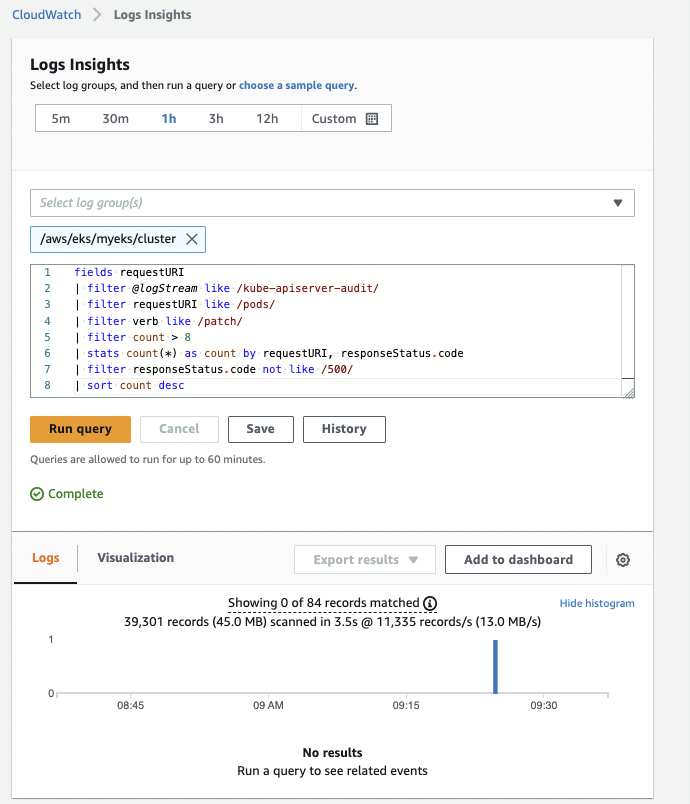 CloudWatch > Logs Insights
Logs Insights
Select log groups, and then run a query or choose a sample query.
5m 30m 1h 3h 12h Custom
Select log group(s)
/aws/eks/myeks/cluster
1 fields requestURI
2 | filter @logStream like /kube-apiserver-audit/
3 | filter requestURI like /pods/
4 | filter verb like /patch/
5 | filter count > 8
6 | stats count(*) as count by requestURI, responseStatus.code
7 | filter responseStatus.code not like /500/
8 | sort count desc
Run query Cancel Save History
Queries are allowed to run for up to 60 minutes.
Complete
Logs Visualization Export results Add to dashboard
Showing 0 of 84 records matched
Hide histogram
39,301 records (45.0 MB) scanned in 3.5s @ 11,335 records/s (13.0 MB/s)
1
0
08:45 09 AM 09:15 09:30
No results
Run a query to see related events